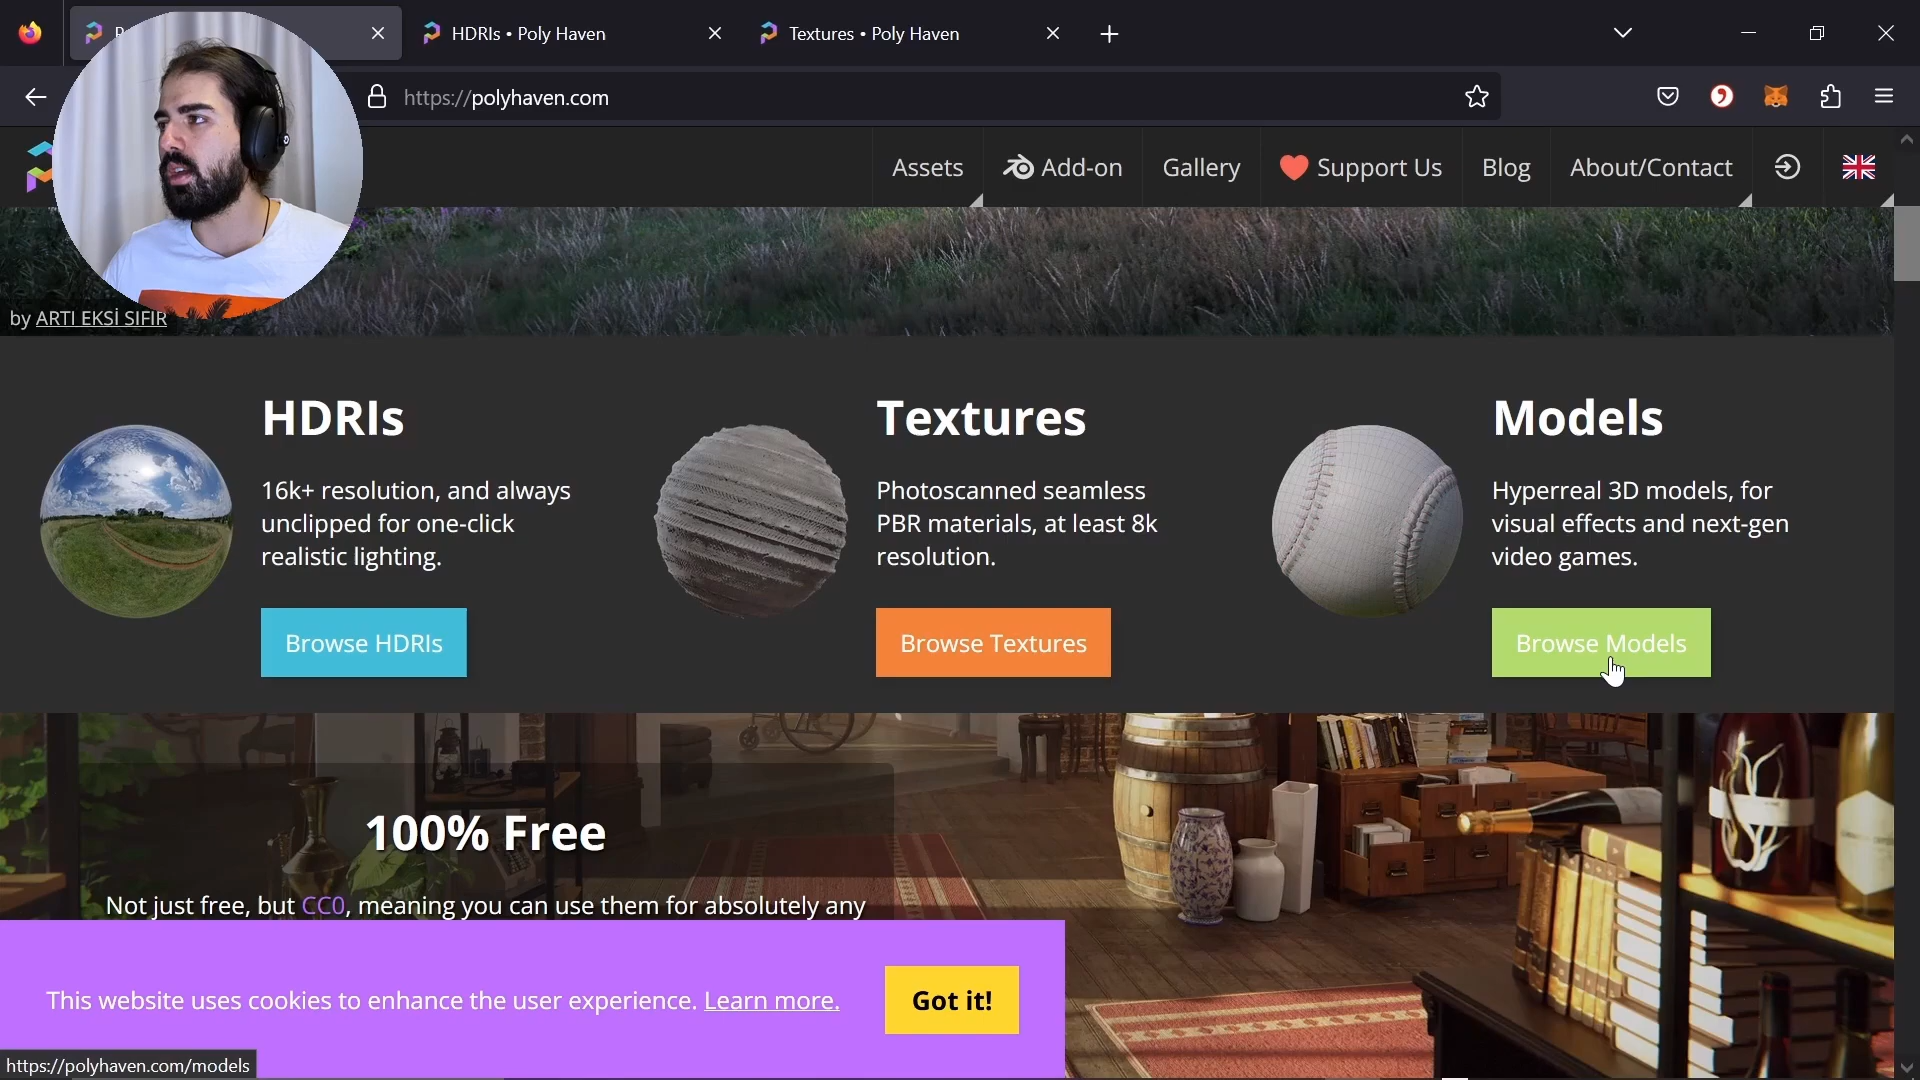 HDRIs • Poly Haven
Textures • Poly Haven
https://polyhaven.com
Assets
Add-on
Gallery
Support Us
Blog
About/Contact
by ARTI EKSİ SIFIR
HDRIs
16k+ resolution, and always
unclipped for one-click
realistic lighting.
Browse HDRIs
Textures
Photoscanned seamless
PBR materials, at least 8k
resolution.
Browse Textures
Models
Hyperreal 3D models, for
visual effects and next-gen
video games.
Browse Models
100% Free
Not just free, but CC0, meaning you can use them for absolutely any
This website uses cookies to enhance the user experience. Learn more.
Got it!
https://polyhaven.com/models